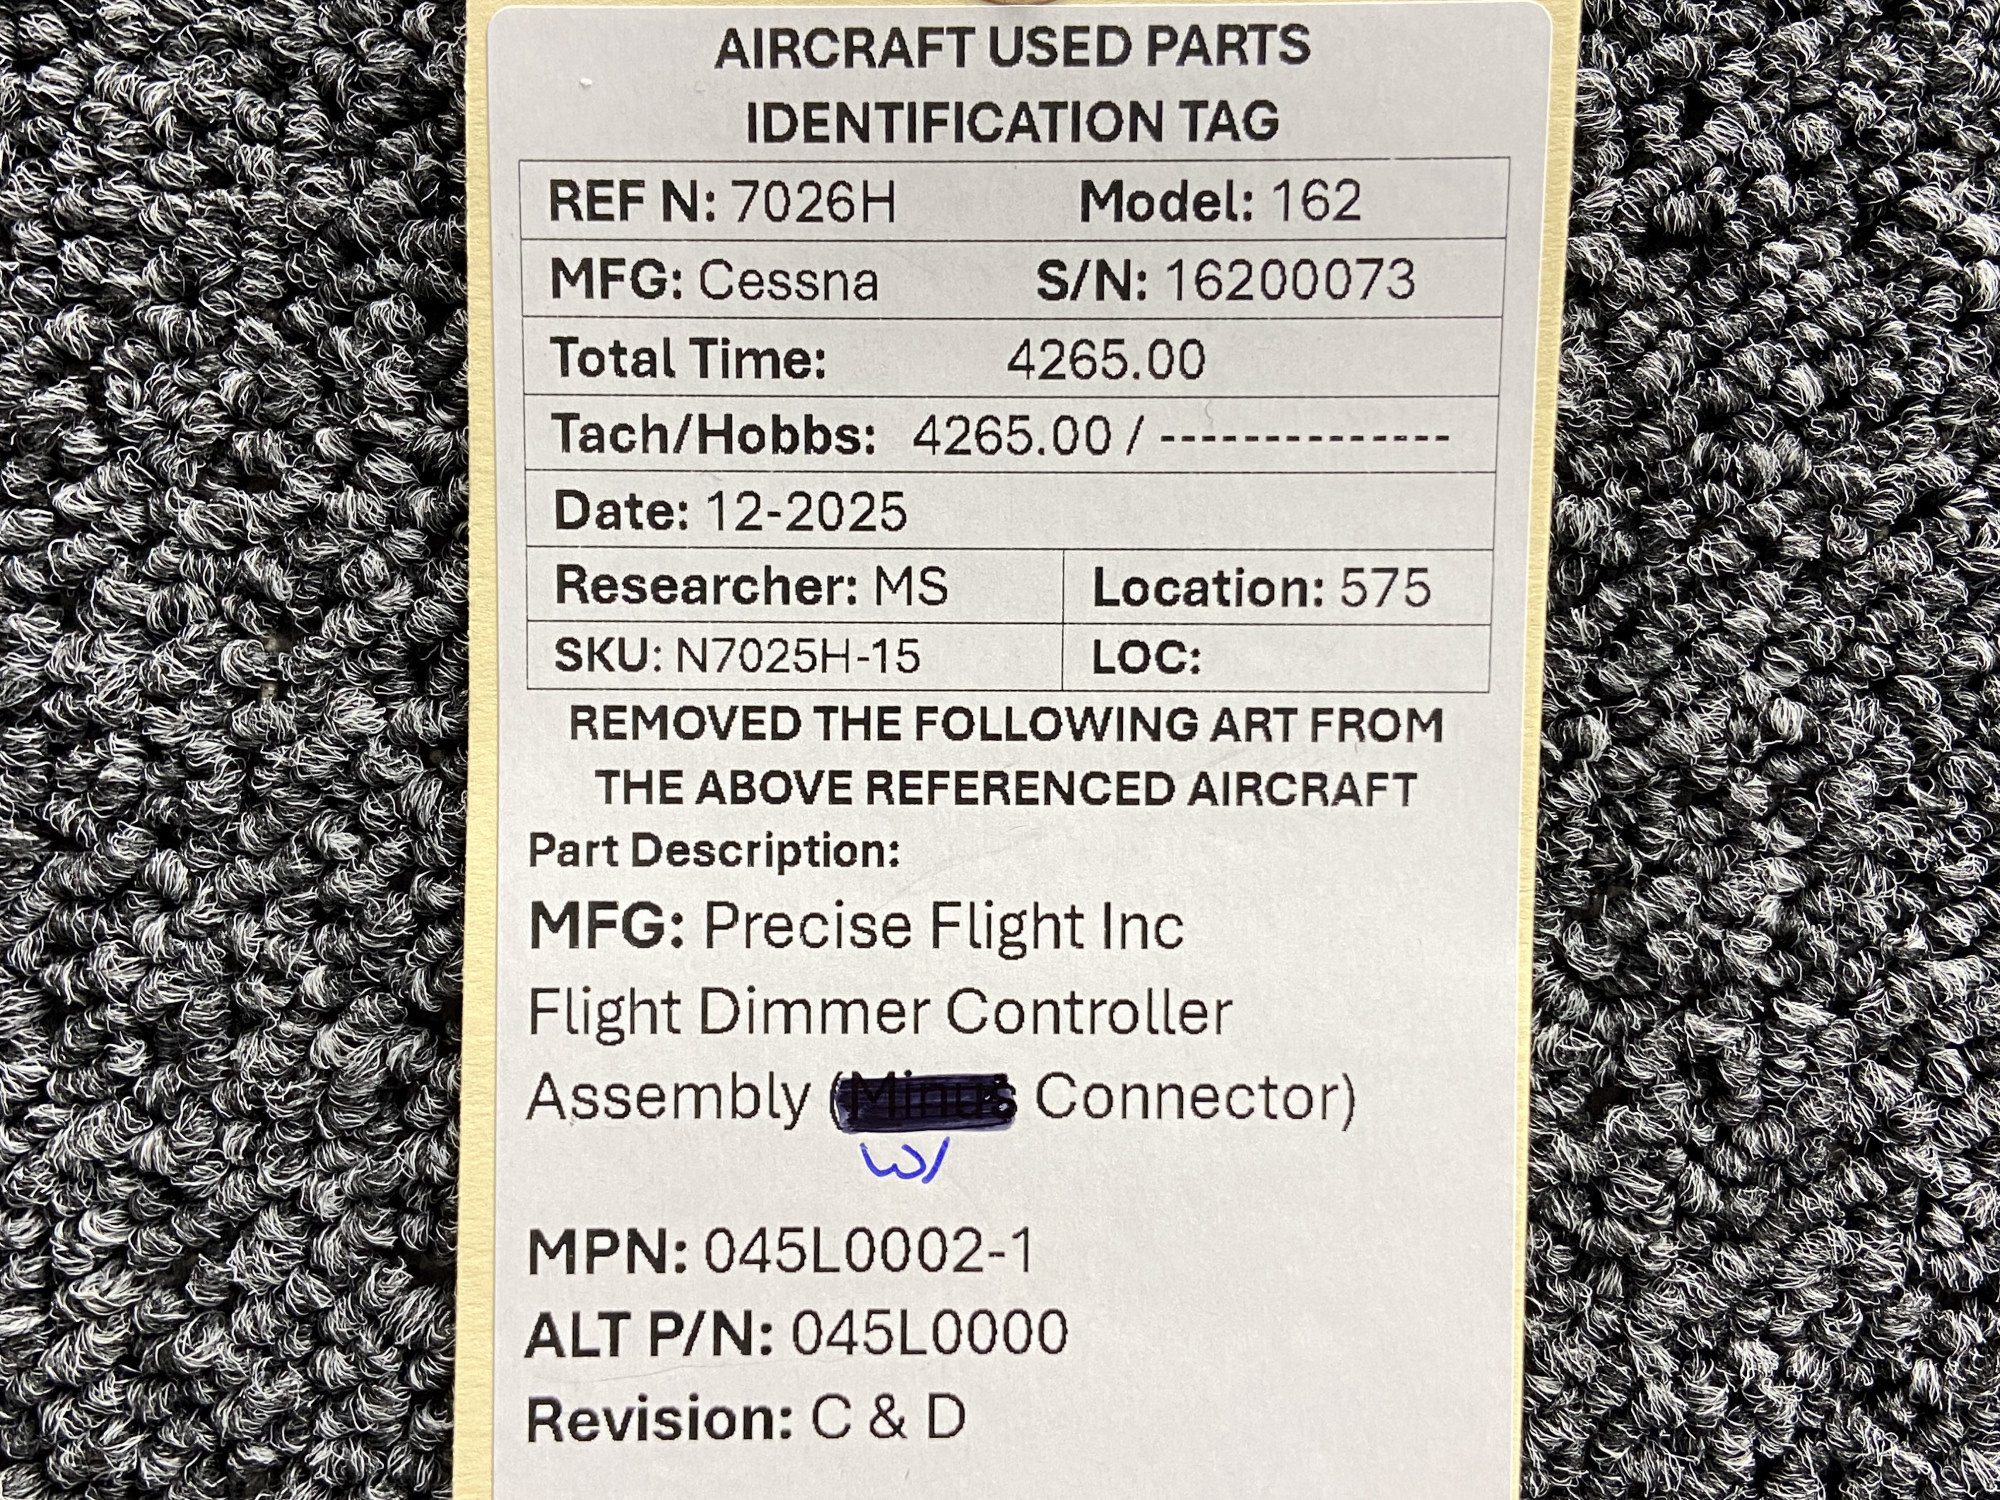 AIRCRAFT USED PARTS
IDENTIFICATION TAG
REF N: 7026H Model: 162
MFG: Cessna S/N: 16200073
Total Time: 4265.00
Tach/Hobbs: 4265.00 / --------------
Date: 12-2025
Researcher: MS Location: 575
SKU: N7025H-15 LOC:
REMOVED THE FOLLOWING ART FROM
THE ABOVE REFERENCED AIRCRAFT
Part Description:
MFG: Precise Flight Inc
Flight Dimmer Controller
Assembly (Minus Connector)
w/
MPN: 045L0002-1
ALT P/N: 045L0000
Revision: C & D